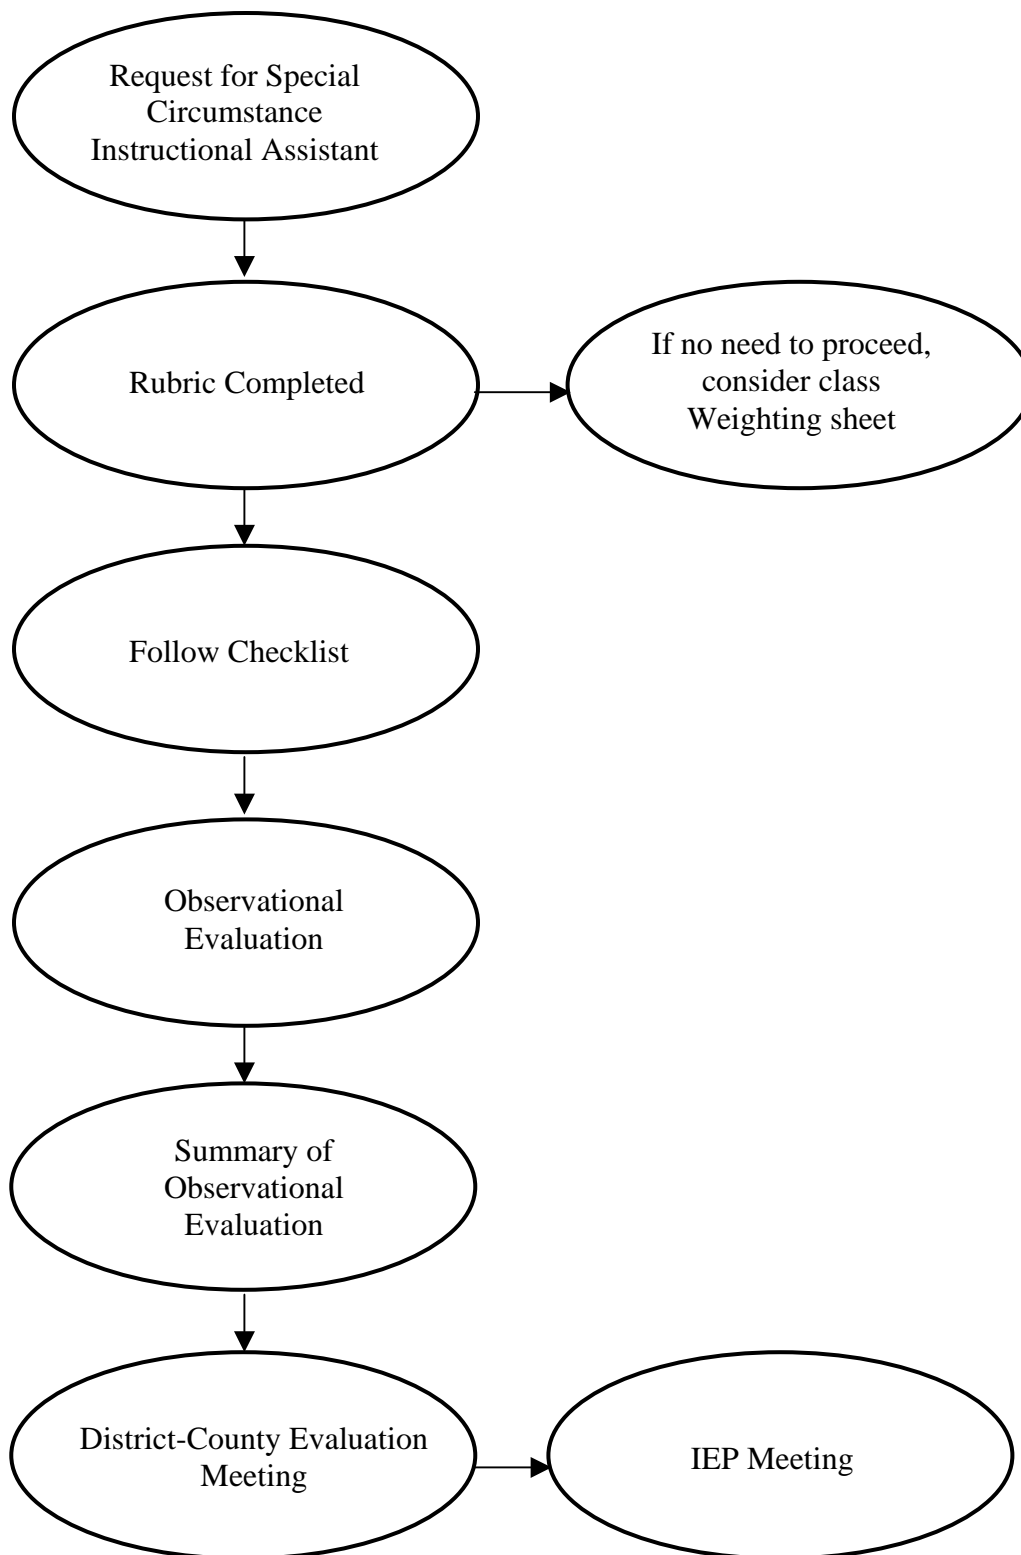 Request for Special
Circumstance
Instructional Assistant
Rubric Completed
If no need to proceed,
consider class
Weighting sheet
Follow Checklist
Observational
Evaluation
Summary of
Observational
Evaluation
District-County Evaluation
Meeting
IEP Meeting